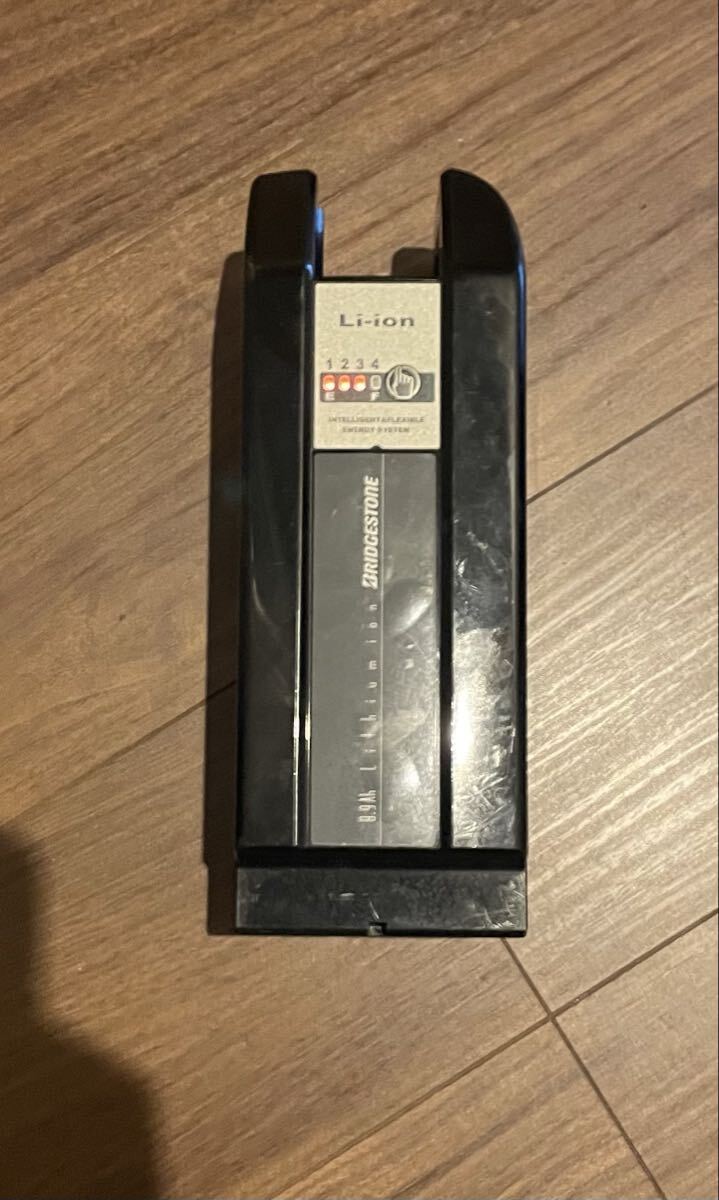 Li-ion
1 2 3 4
E F
INTELLIGENT&FLEXIBLE
ENERGY SYSTEM
8.9Ah Lithium ion BRIDGESTONE